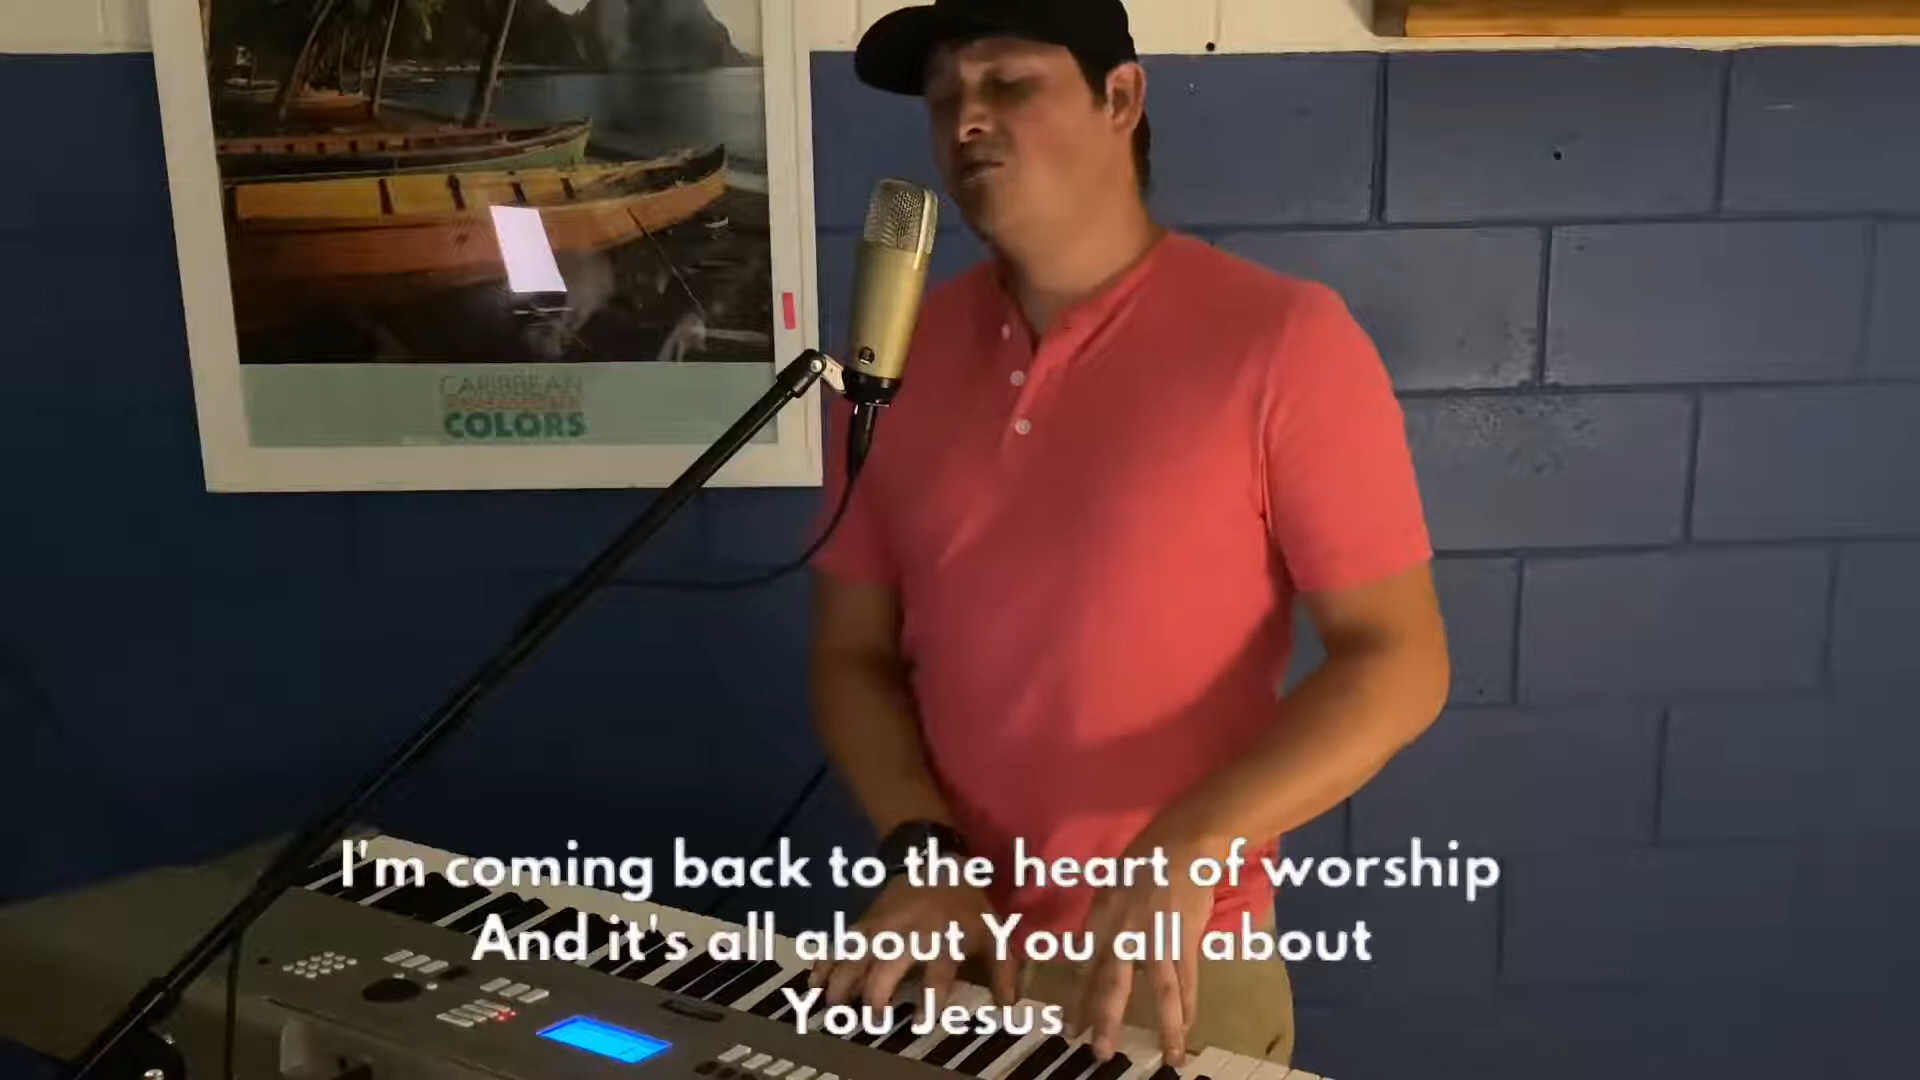 CARIBBEAN
COLORS
I'm coming back to the heart of worship
And it's all about You all about
You Jesus